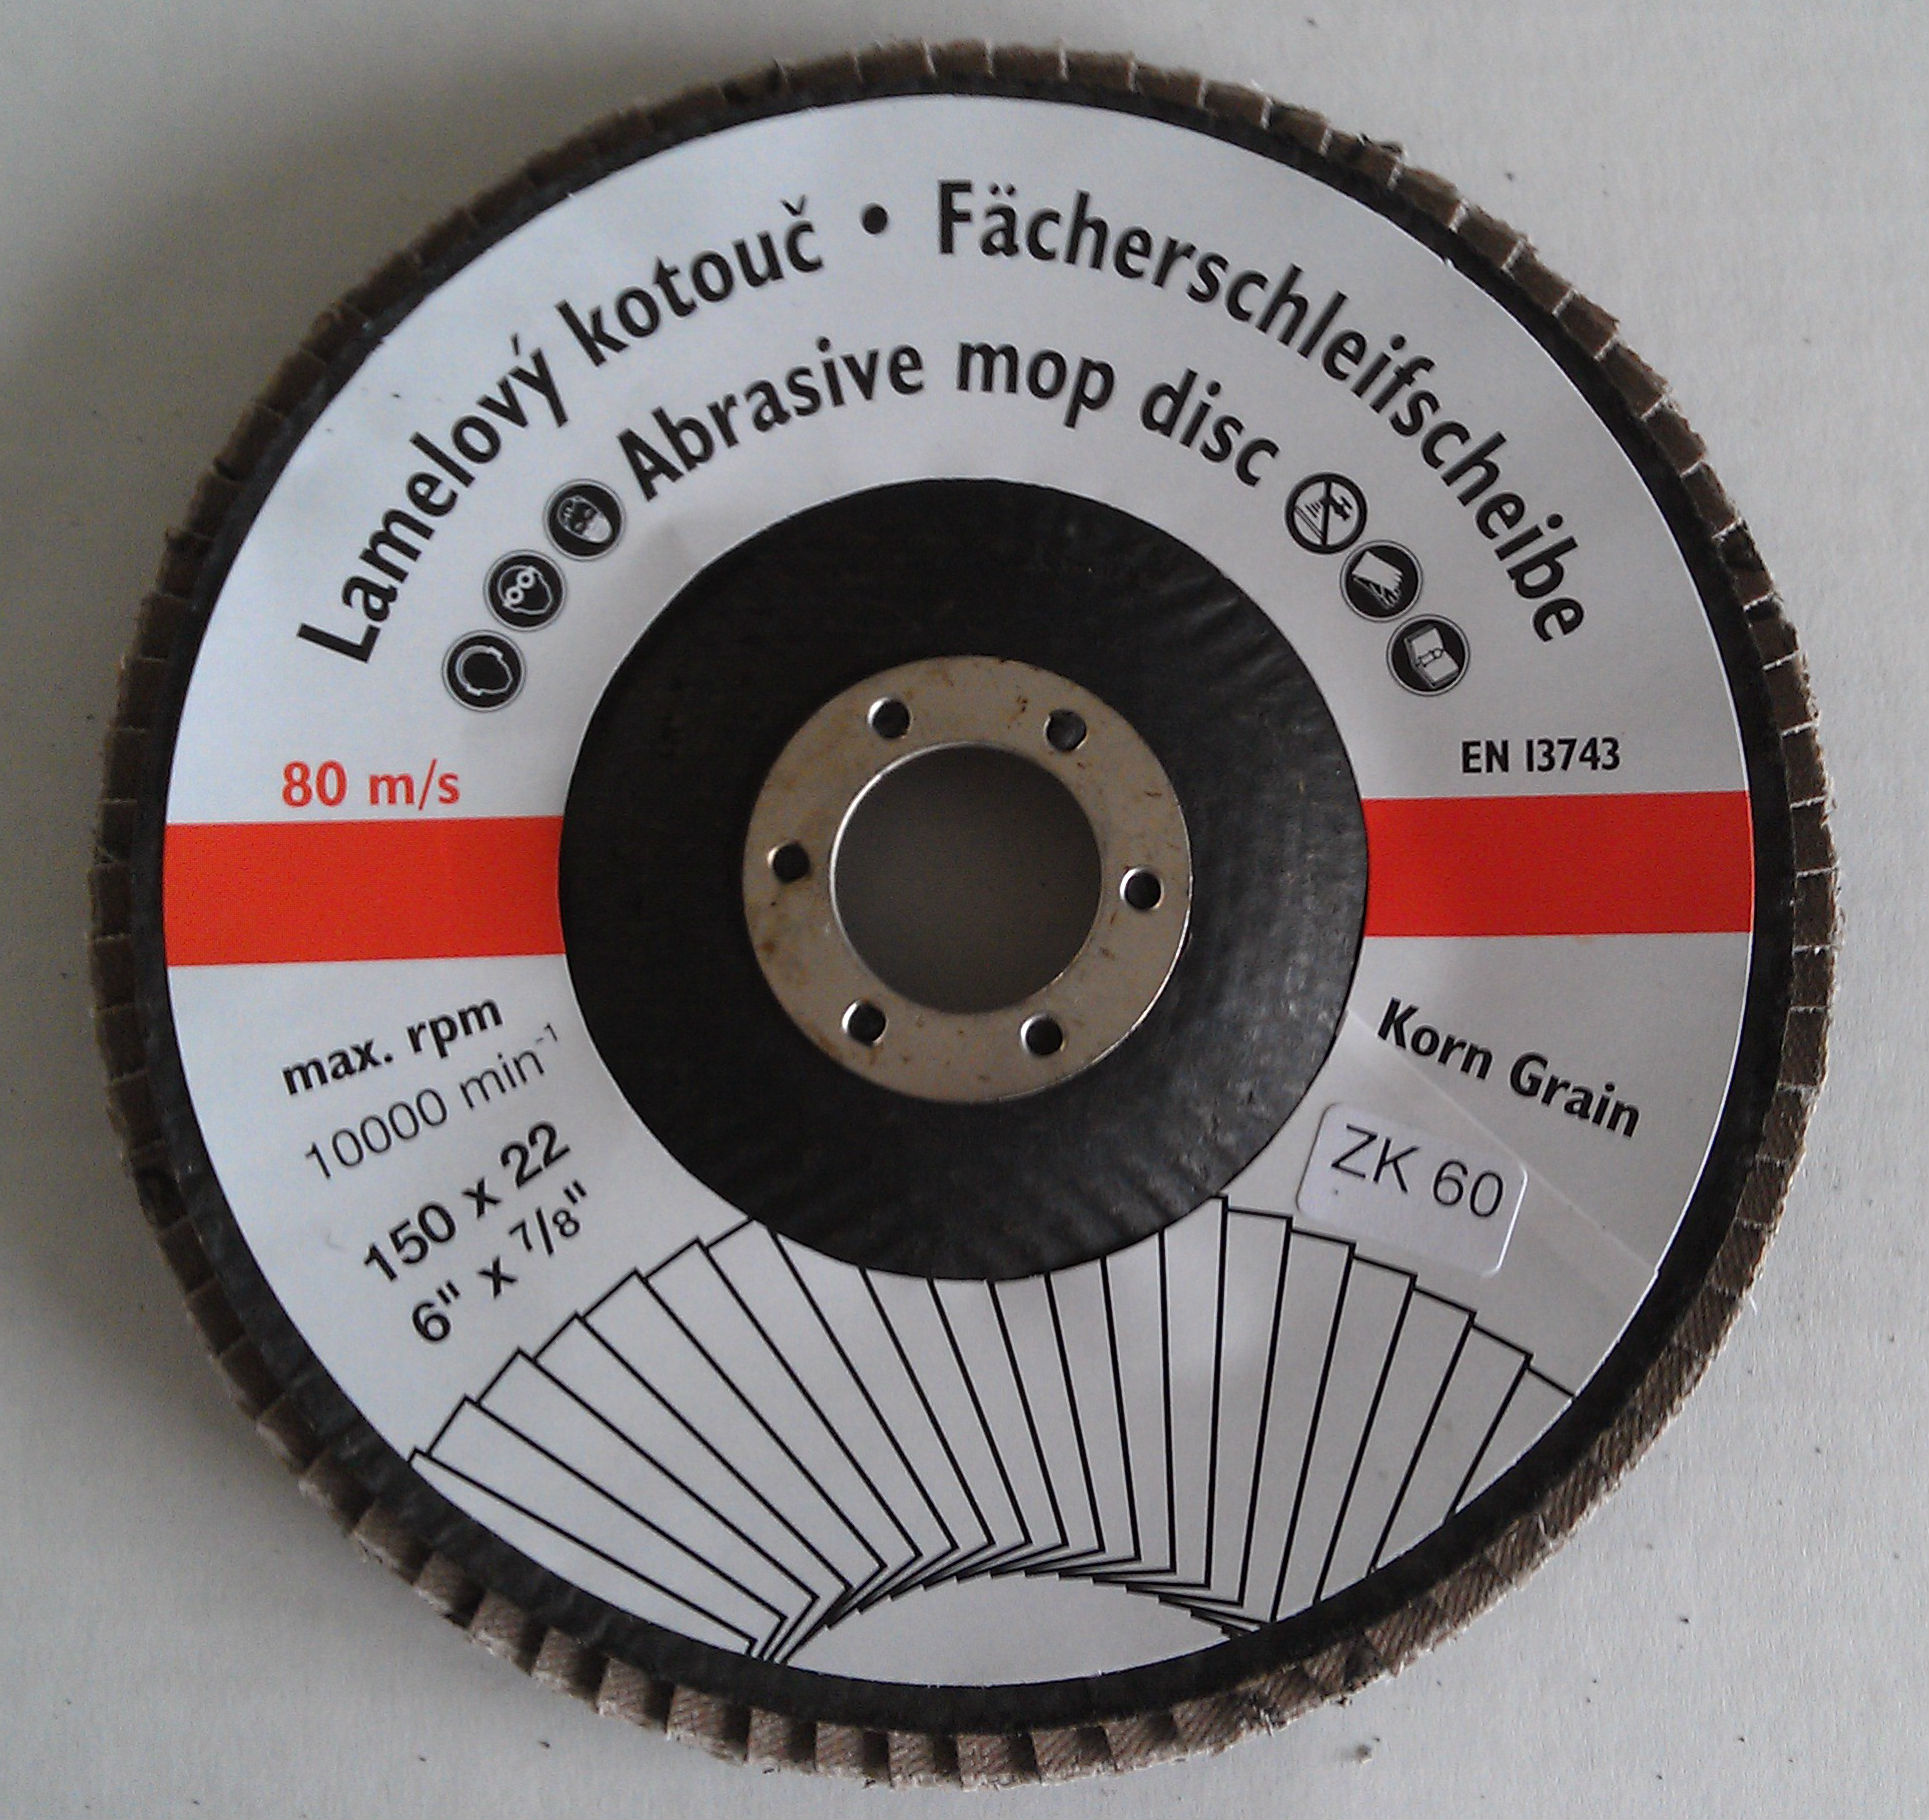 Lamelový kotouč • Fächerschleifscheibe
Abrasive mop disc
80 m/s
EN 13743
max. rpm
10000 min⁻¹
150 x 22
6" x 7/8"
Korn Grain
ZK 60